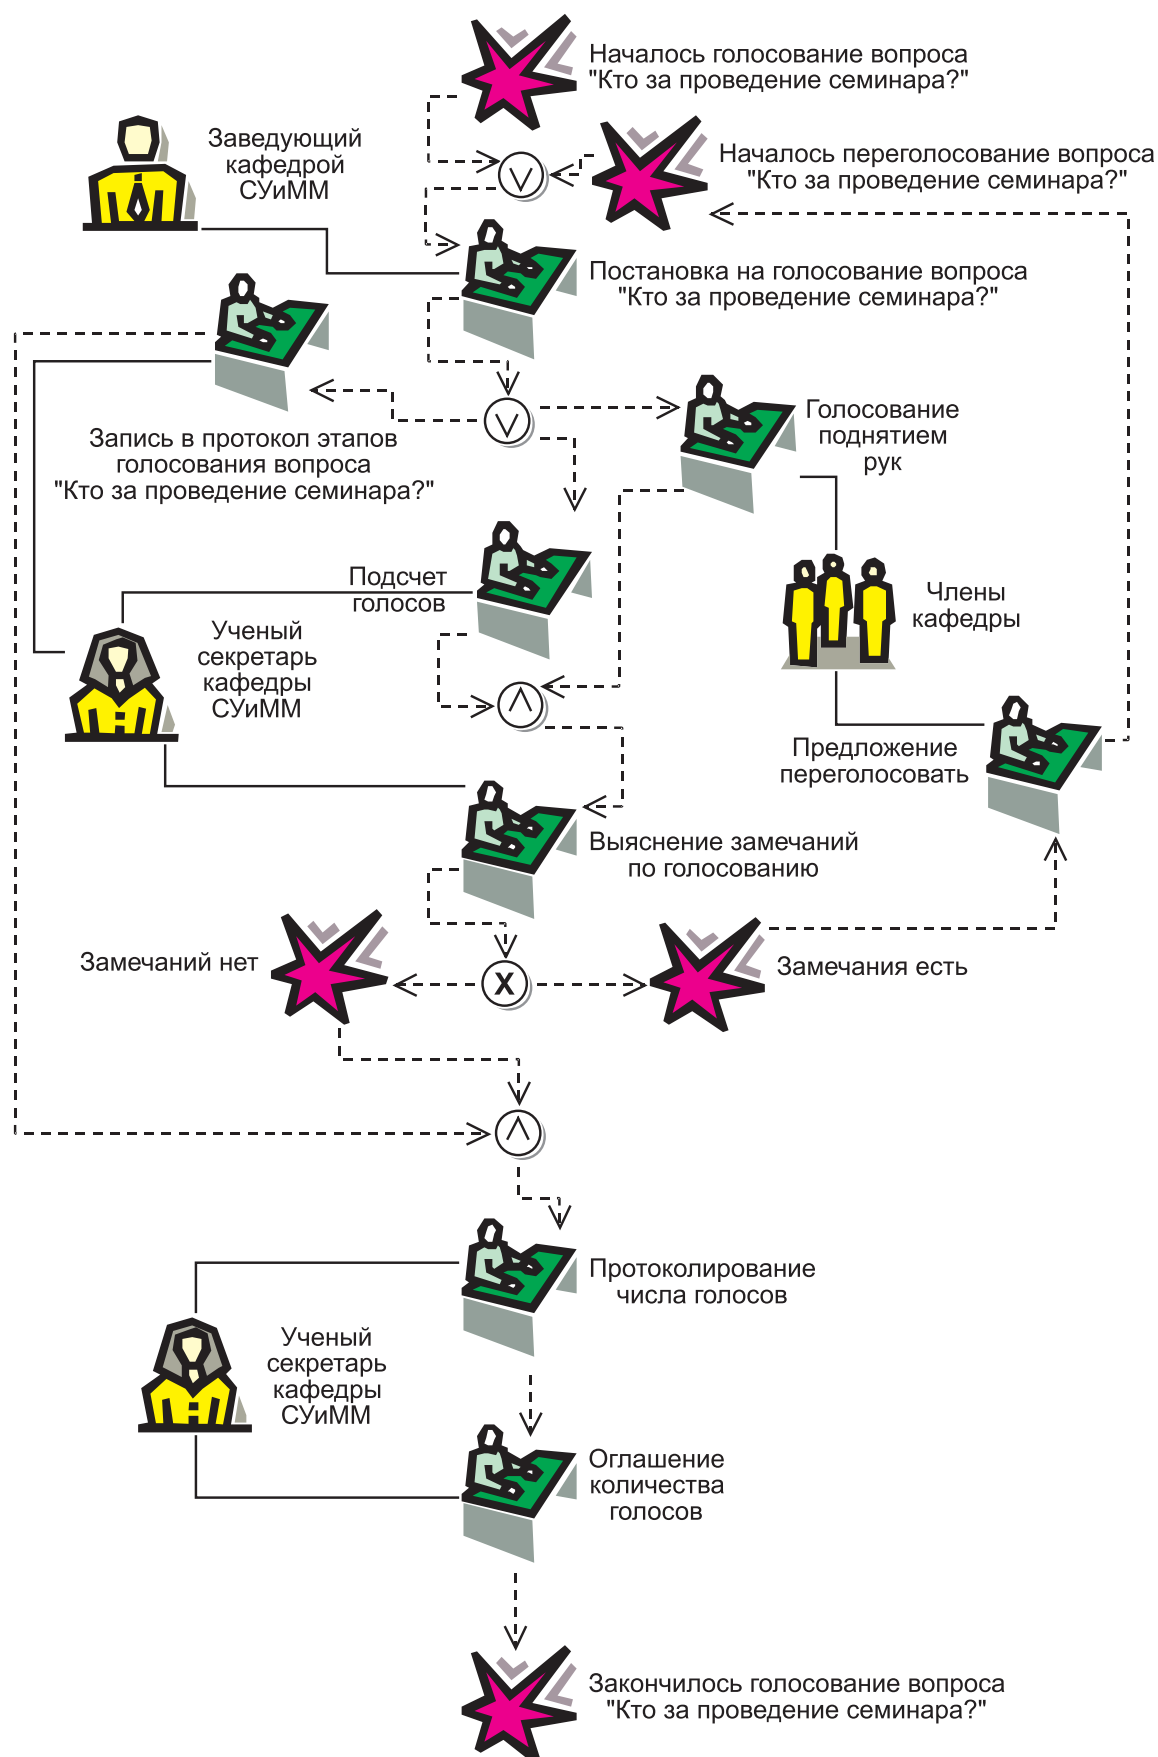 Началось голосование вопроса
"Кто за проведение семинара?"
Заведующий
кафедрой
СУиММ
Началось переголосование вопроса
"Кто за проведение семинара?"
Постановка на голосование вопроса
"Кто за проведение семинара?"
Голосование
поднятием
рук
Запись в протокол этапов
голосования вопроса
"Кто за проведение семинара?"
Подсчет
голосов
Члены
кафедры
Ученый
секретарь
кафедры
СУиММ
Предложение
переголосовать
Выяснение замечаний
по голосованию
Замечаний нет
X
Замечания есть
Протоколирование
числа голосов
Ученый
секретарь
кафедры
СУиММ
Оглашение
количества
голосов
Закончилось голосование вопроса
"Кто за проведение семинара?"